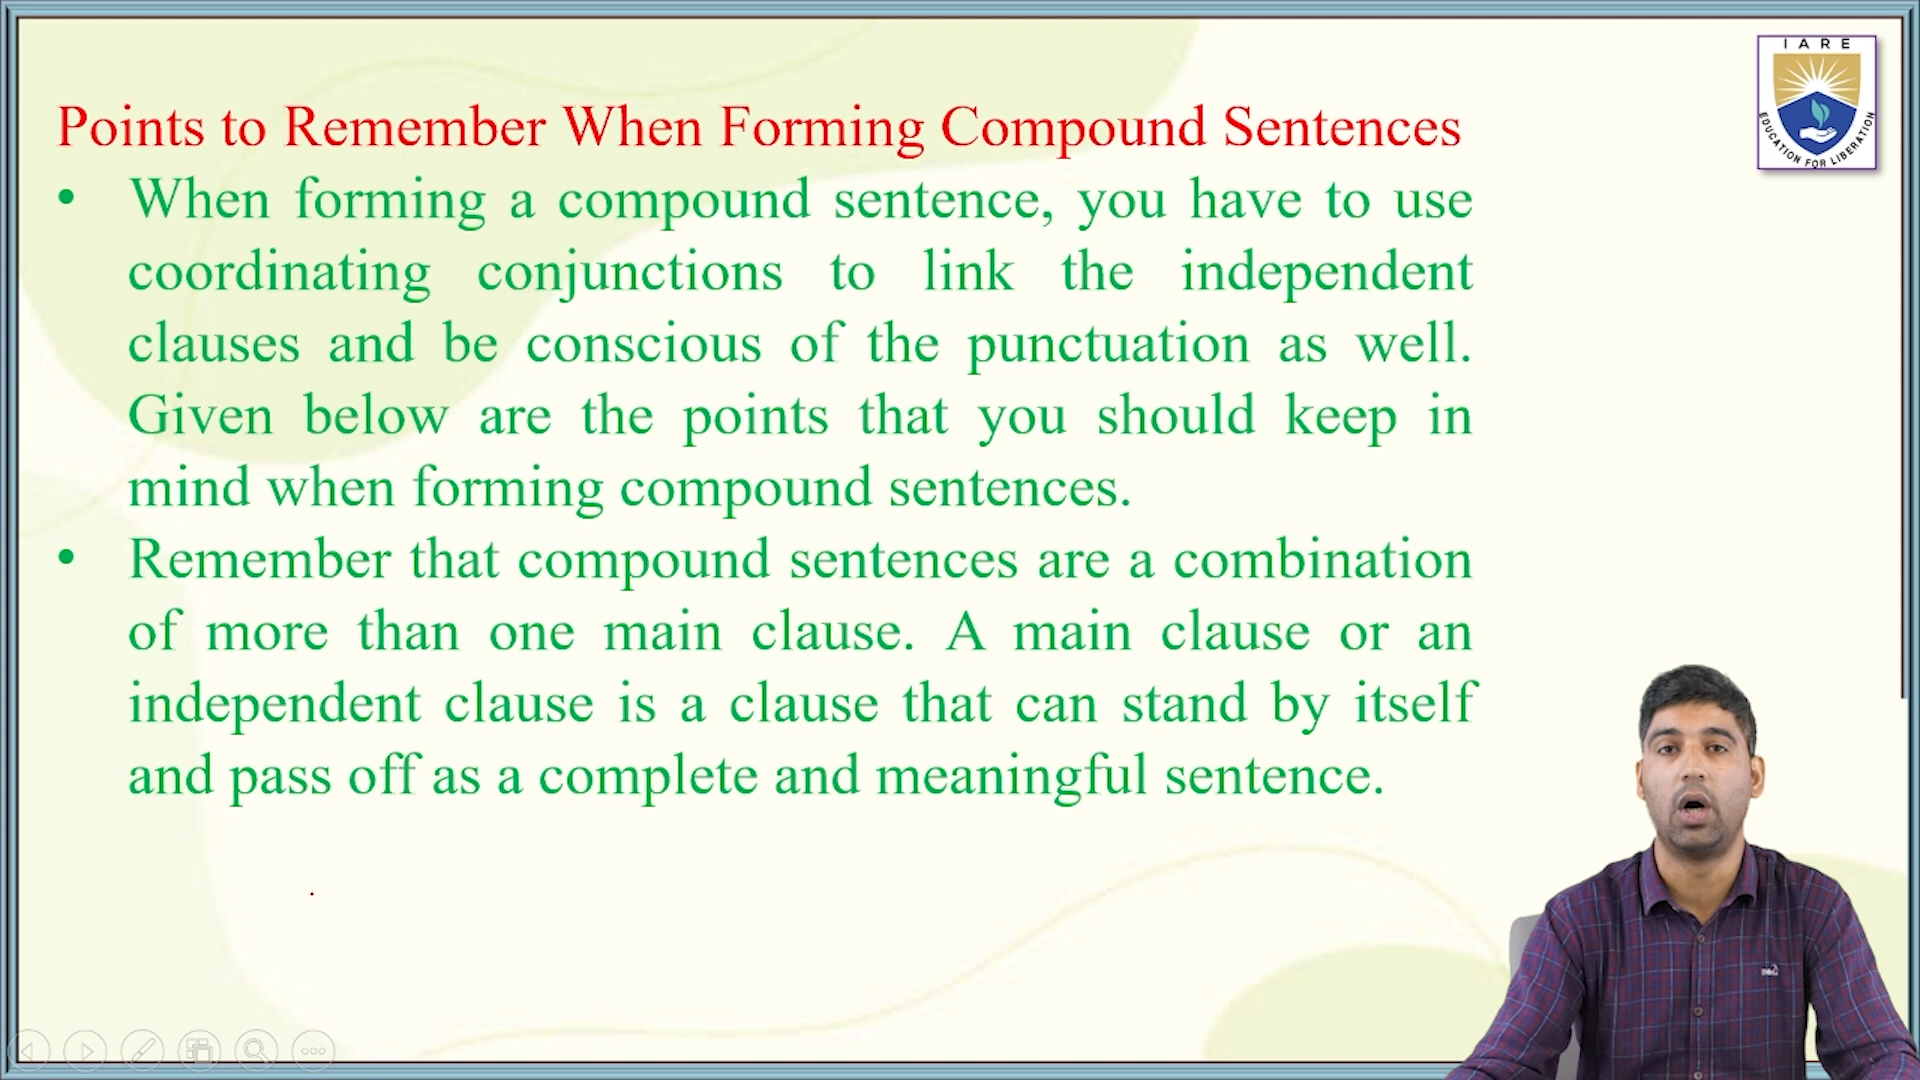 IARE
EDUCATION FOR LIBERATION
Points to Remember When Forming Compound Sentences
• When forming a compound sentence, you have to use
coordinating conjunctions to link the independent
clauses and be conscious of the punctuation as well.
Given below are the points that you should keep in
mind when forming compound sentences.
• Remember that compound sentences are a combination
of more than one main clause. A main clause or an
independent clause is a clause that can stand by itself
and pass off as a complete and meaningful sentence.